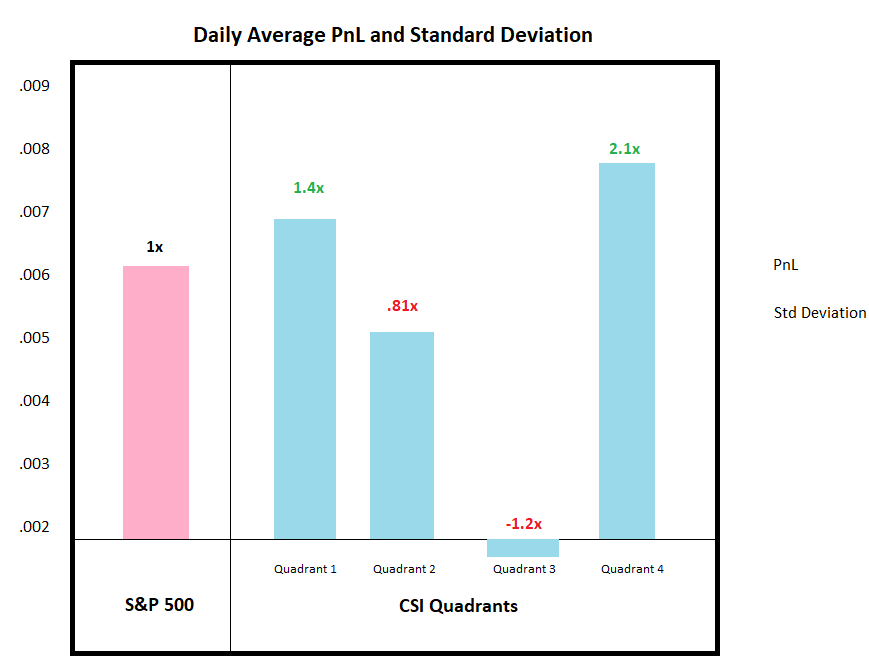 Daily Average PnL and Standard Deviation
.009
.008
.007
.006
.005
.004
.003
.002
1x
1.4x
.81x
-1.2x
2.1x
PnL
Std Deviation
Quadrant 1
Quadrant 2
Quadrant 3
Quadrant 4
S&P 500
CSI Quadrants